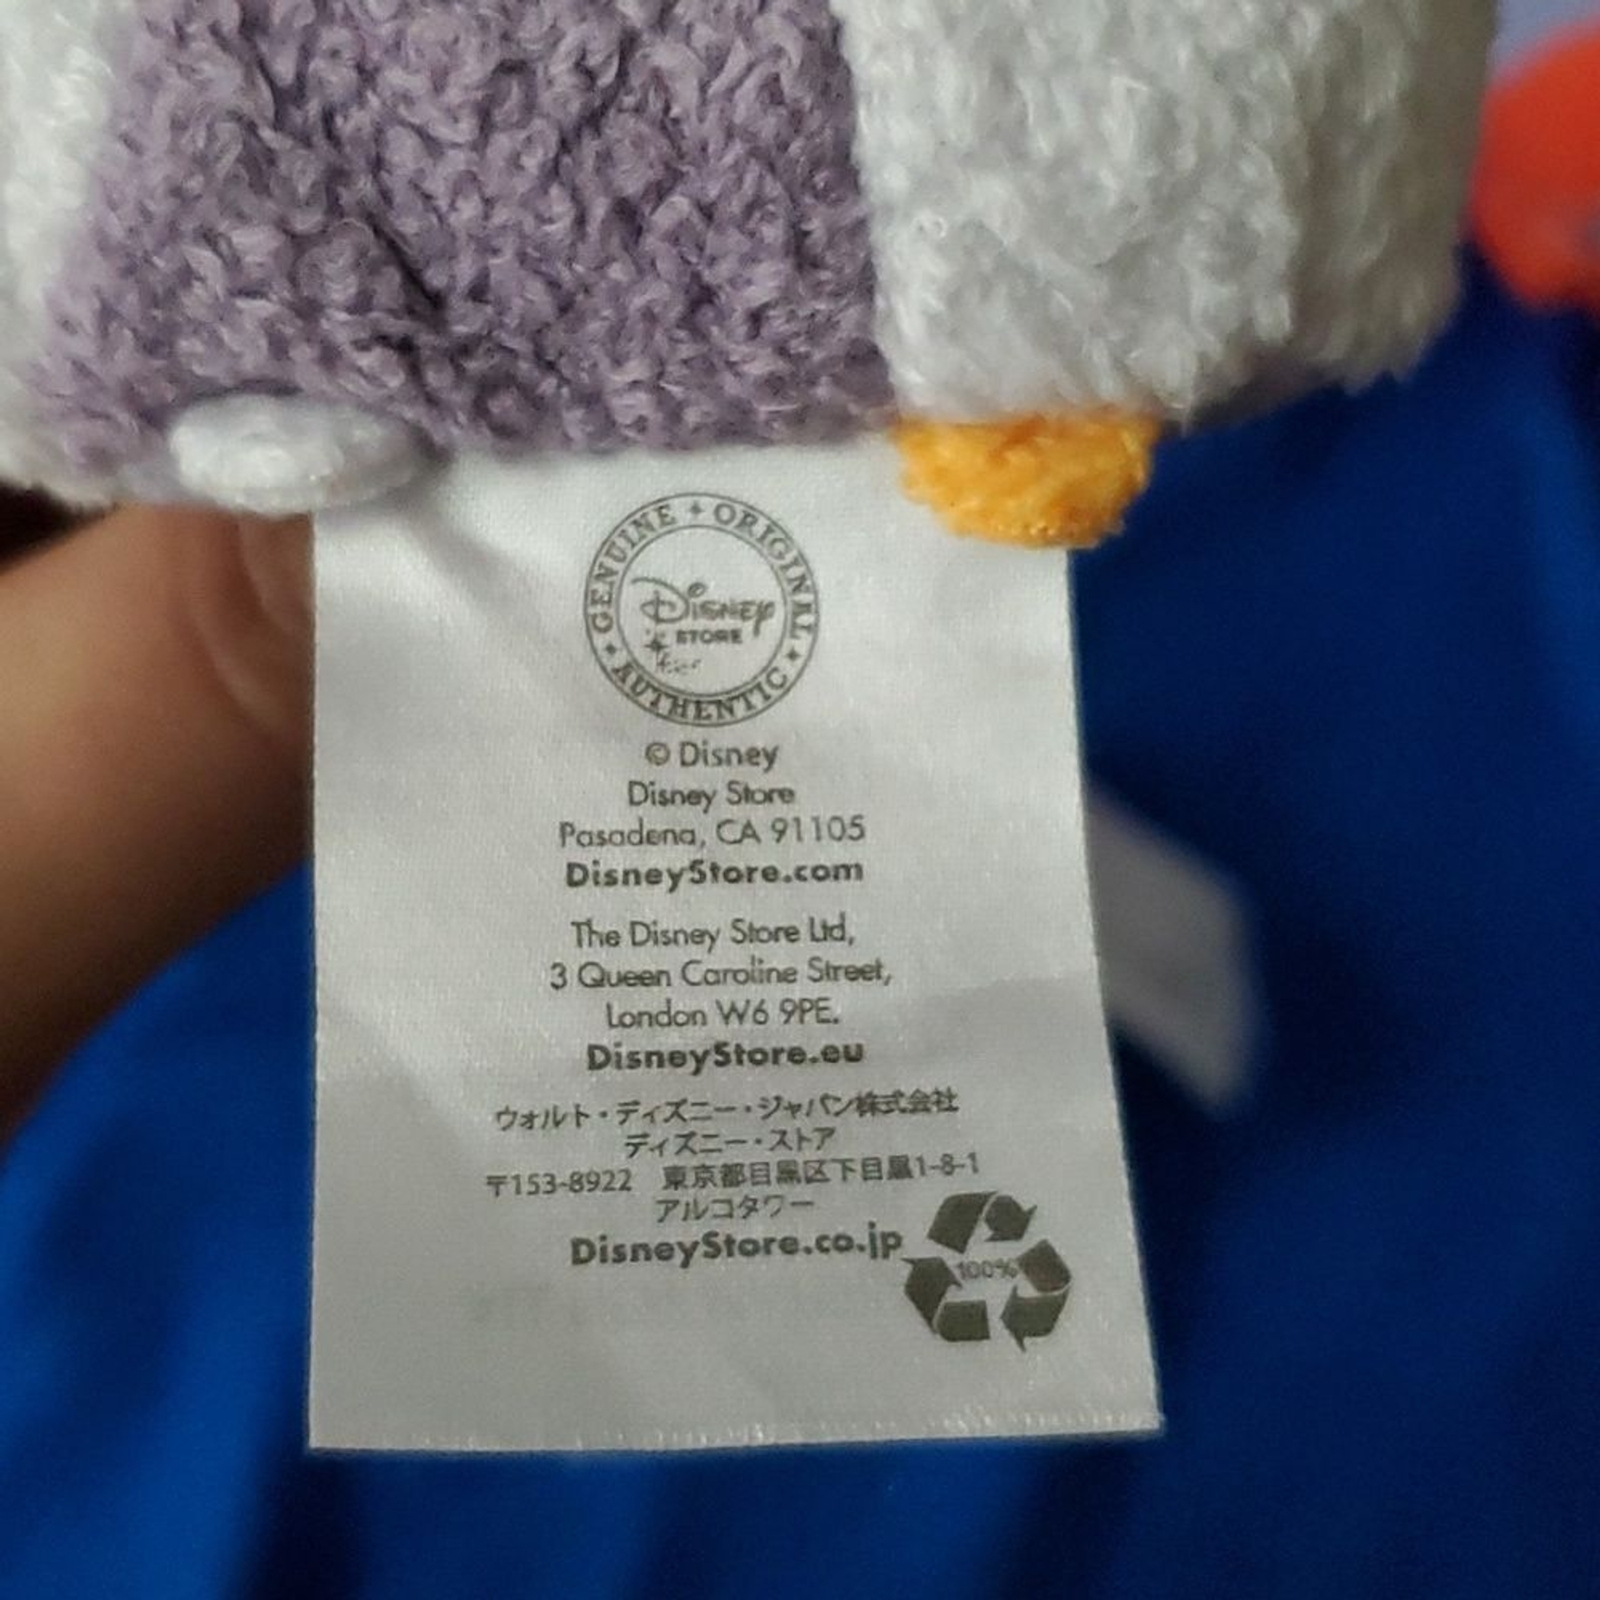 GENUINE ORIGINAL AUTHENTIC
Disney
STORE
© Disney
Disney Store
Pasadena, CA 91105
DisneyStore.com
The Disney Store Ltd,
3 Queen Caroline Street,
London W6 9PE.
DisneyStore.eu
ウォルト・ディズニー・ジャパン株式会社
ディズニー・ストア
〒153-8922 東京都目黒区下目黒1-8-1
アルコタワー
DisneyStore.co.jp
100%